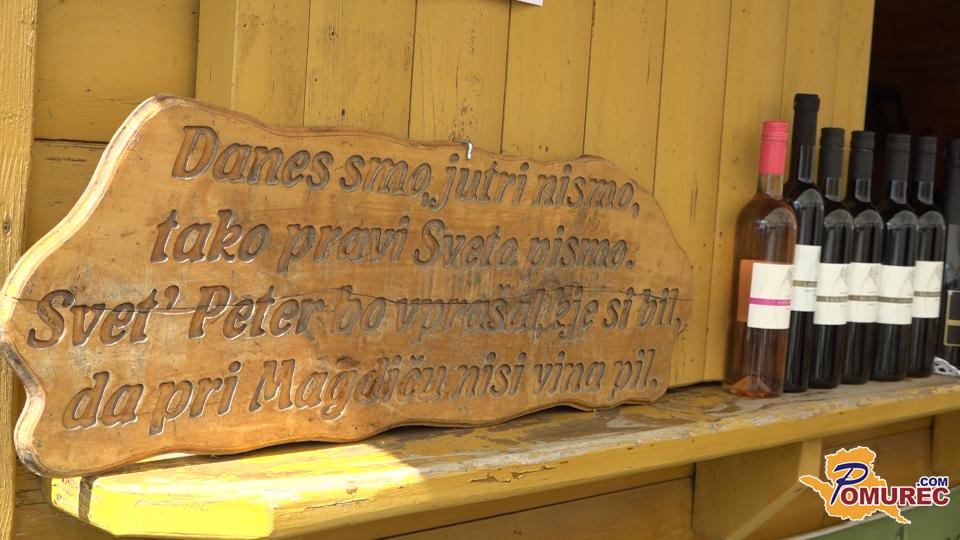 Danes smo, jutri nismo,
tako pravi Sveto pismo.
Svet' Peter bo vprašal, kje si bil,
da pri Magdiču nisi vina pil.
POMUREC.COM